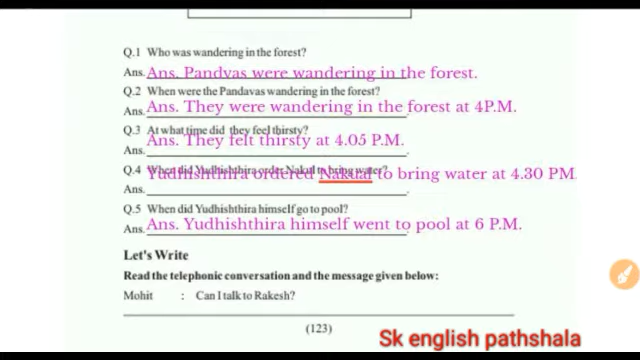 Q.1 Who was wandering in the forest?
Ans. Ans. Pandvas were wandering in the forest.
Q.2 When were the Pandavas wandering in the forest?
Ans. Ans. They were wandering in the forest at 4P.M.
Q.3 At what time did they feel thirsty?
Ans. Ans. They felt thirsty at 4.05 P.M.
Q.4 When did Yudhishthira order Nakul to bring water?
Yudhishthira ordered Nakual to bring water at 4.30 PM.
Ans.
Q.5 When did Yudhishthira himself go to pool?
Ans. Ans. Yudhishthira himself went to pool at 6 P.M.
Let's Write
Read the telephonic conversation and the message given below:
Mohit : Can I talk to Rakesh?
(123)
Sk english pathshala